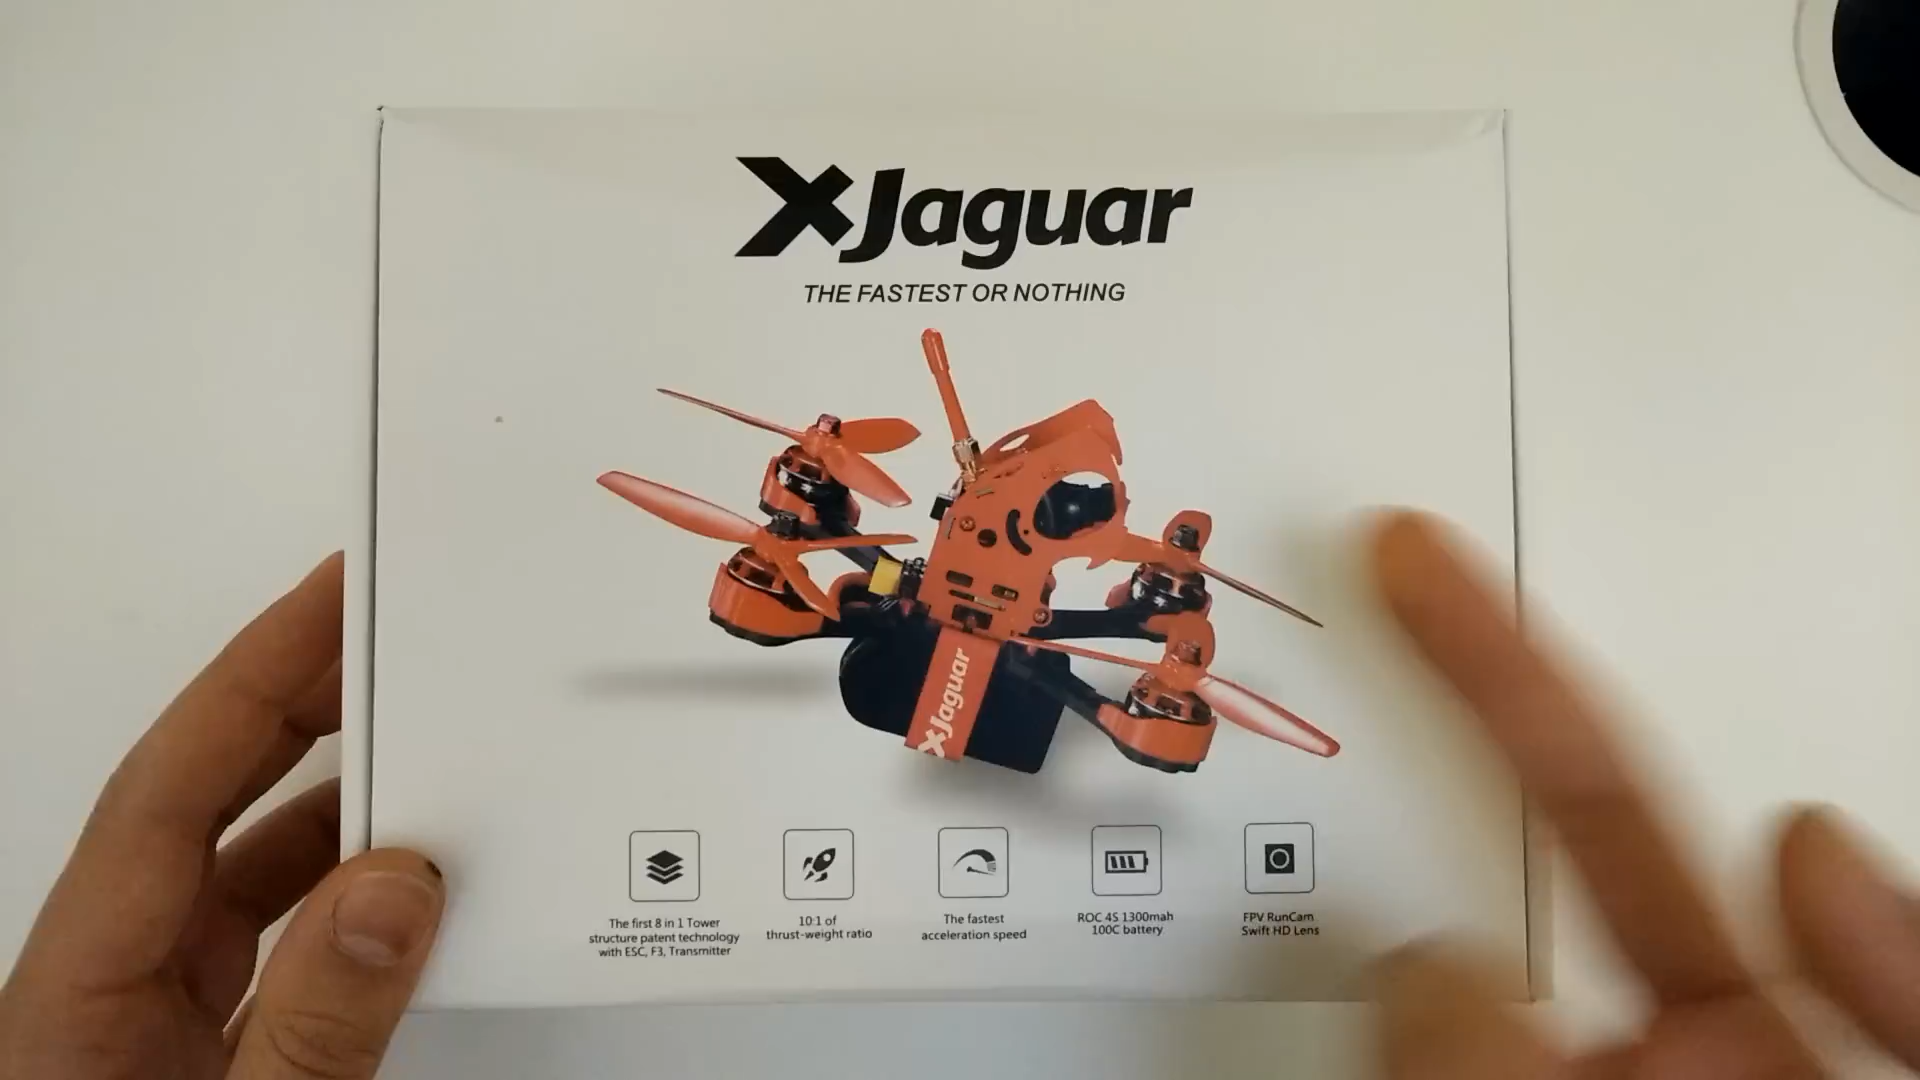 XJaguar
THE FASTEST OR NOTHING
XJaguar
The first 8 in 1 Tower
structure patent technology
with ESC, F3, Transmitter
10:1 of
thrust-weight ratio
The fastest
acceleration speed
ROC 4S 1300mah
100C battery
FPV RunCam
Swift HD Lens